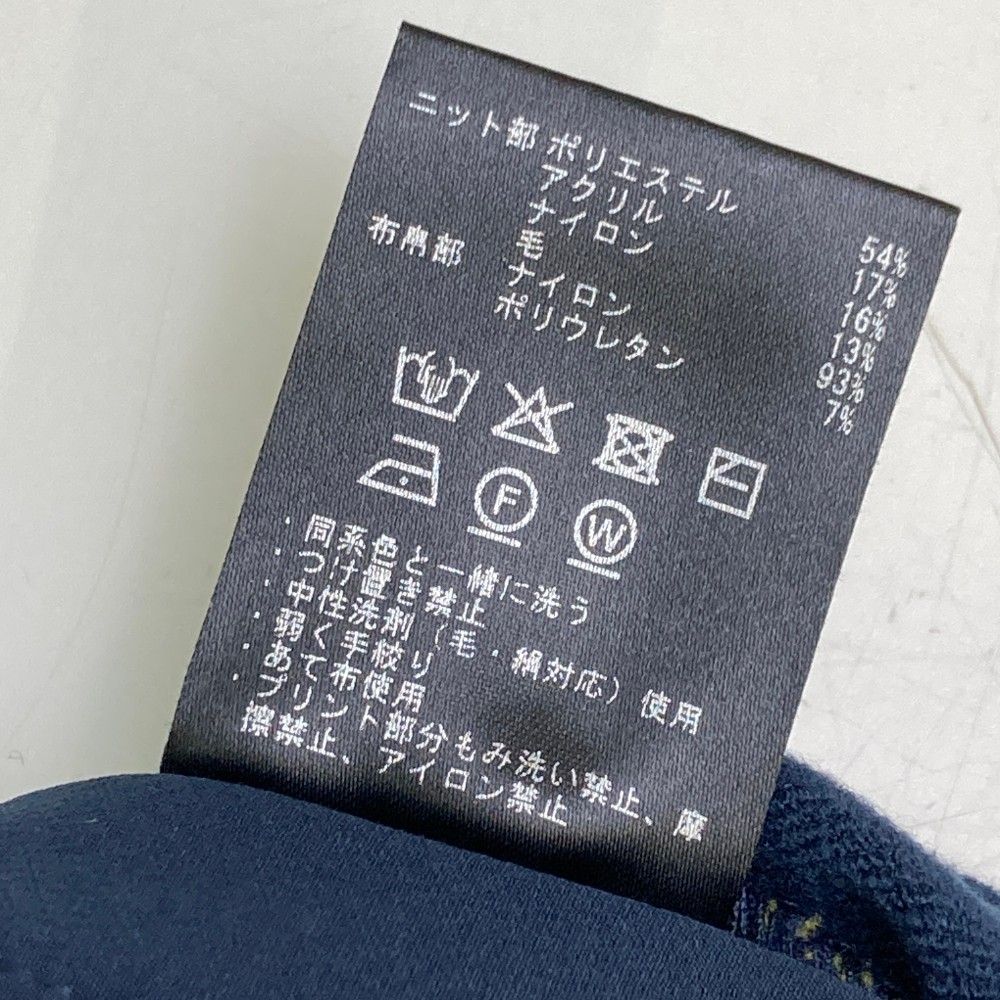 ニット部 ポリエステル 54%
アクリル 17%
ナイロン 16%
毛 13%
布帛部 ナイロン 93%
ポリウレタン 7%
F W
・同系色と一緒に洗う
・つけ置き禁止
・中性洗剤（毛・絹対応）使用
・弱く手絞り
・あて布使用
・プリント部分もみ洗い禁止、摩
擦禁止、アイロン禁止